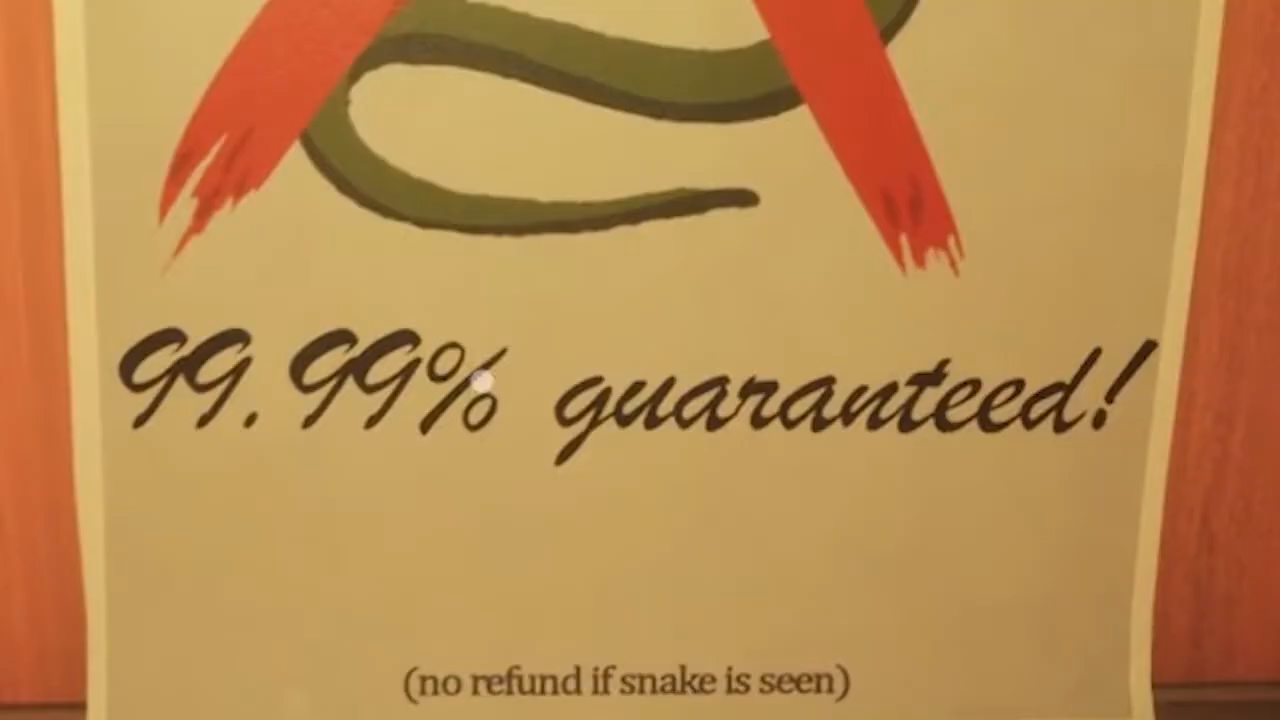 99.99% guaranteed!
(no refund if snake is seen)